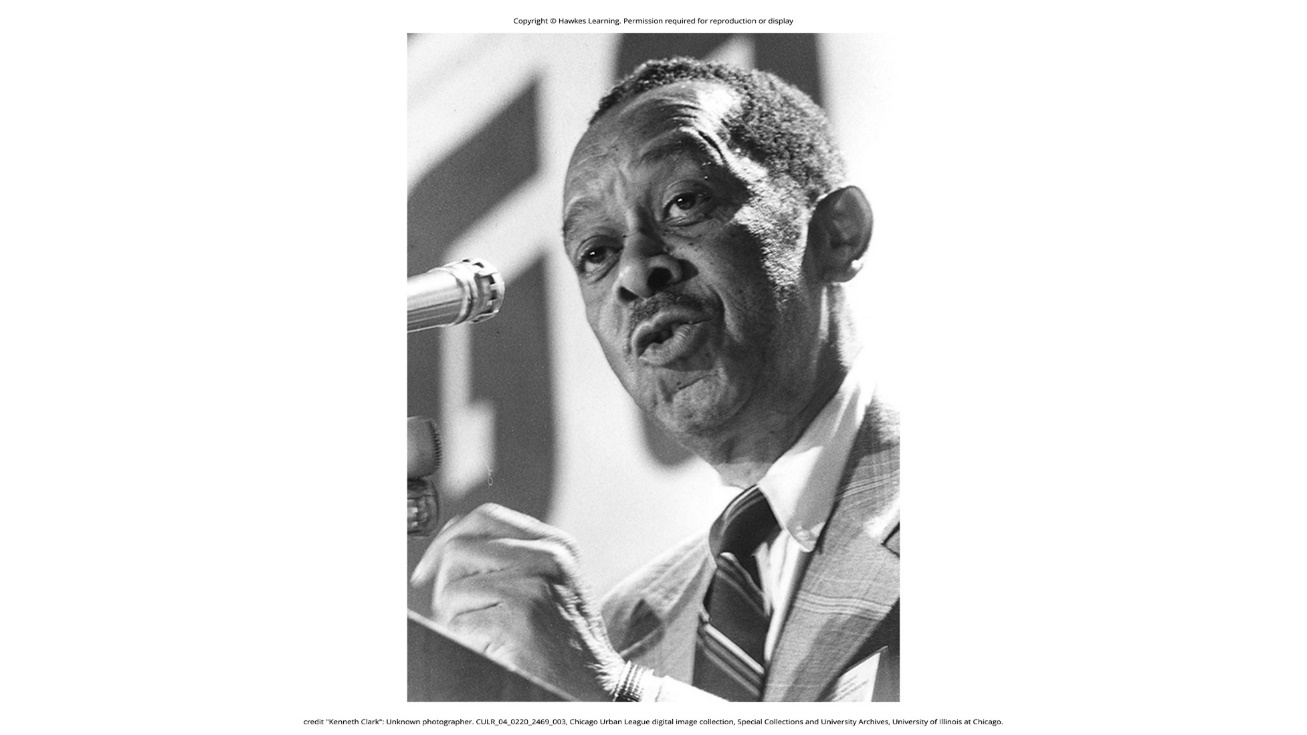 Copyright © Hawkes Learning. Permission required for reproduction or display
credit "Kenneth Clark": Unknown photographer. CULR_04_0220_2469_003, Chicago Urban League digital image collection, Special Collections and University Archives, University of Illinois at Chicago.